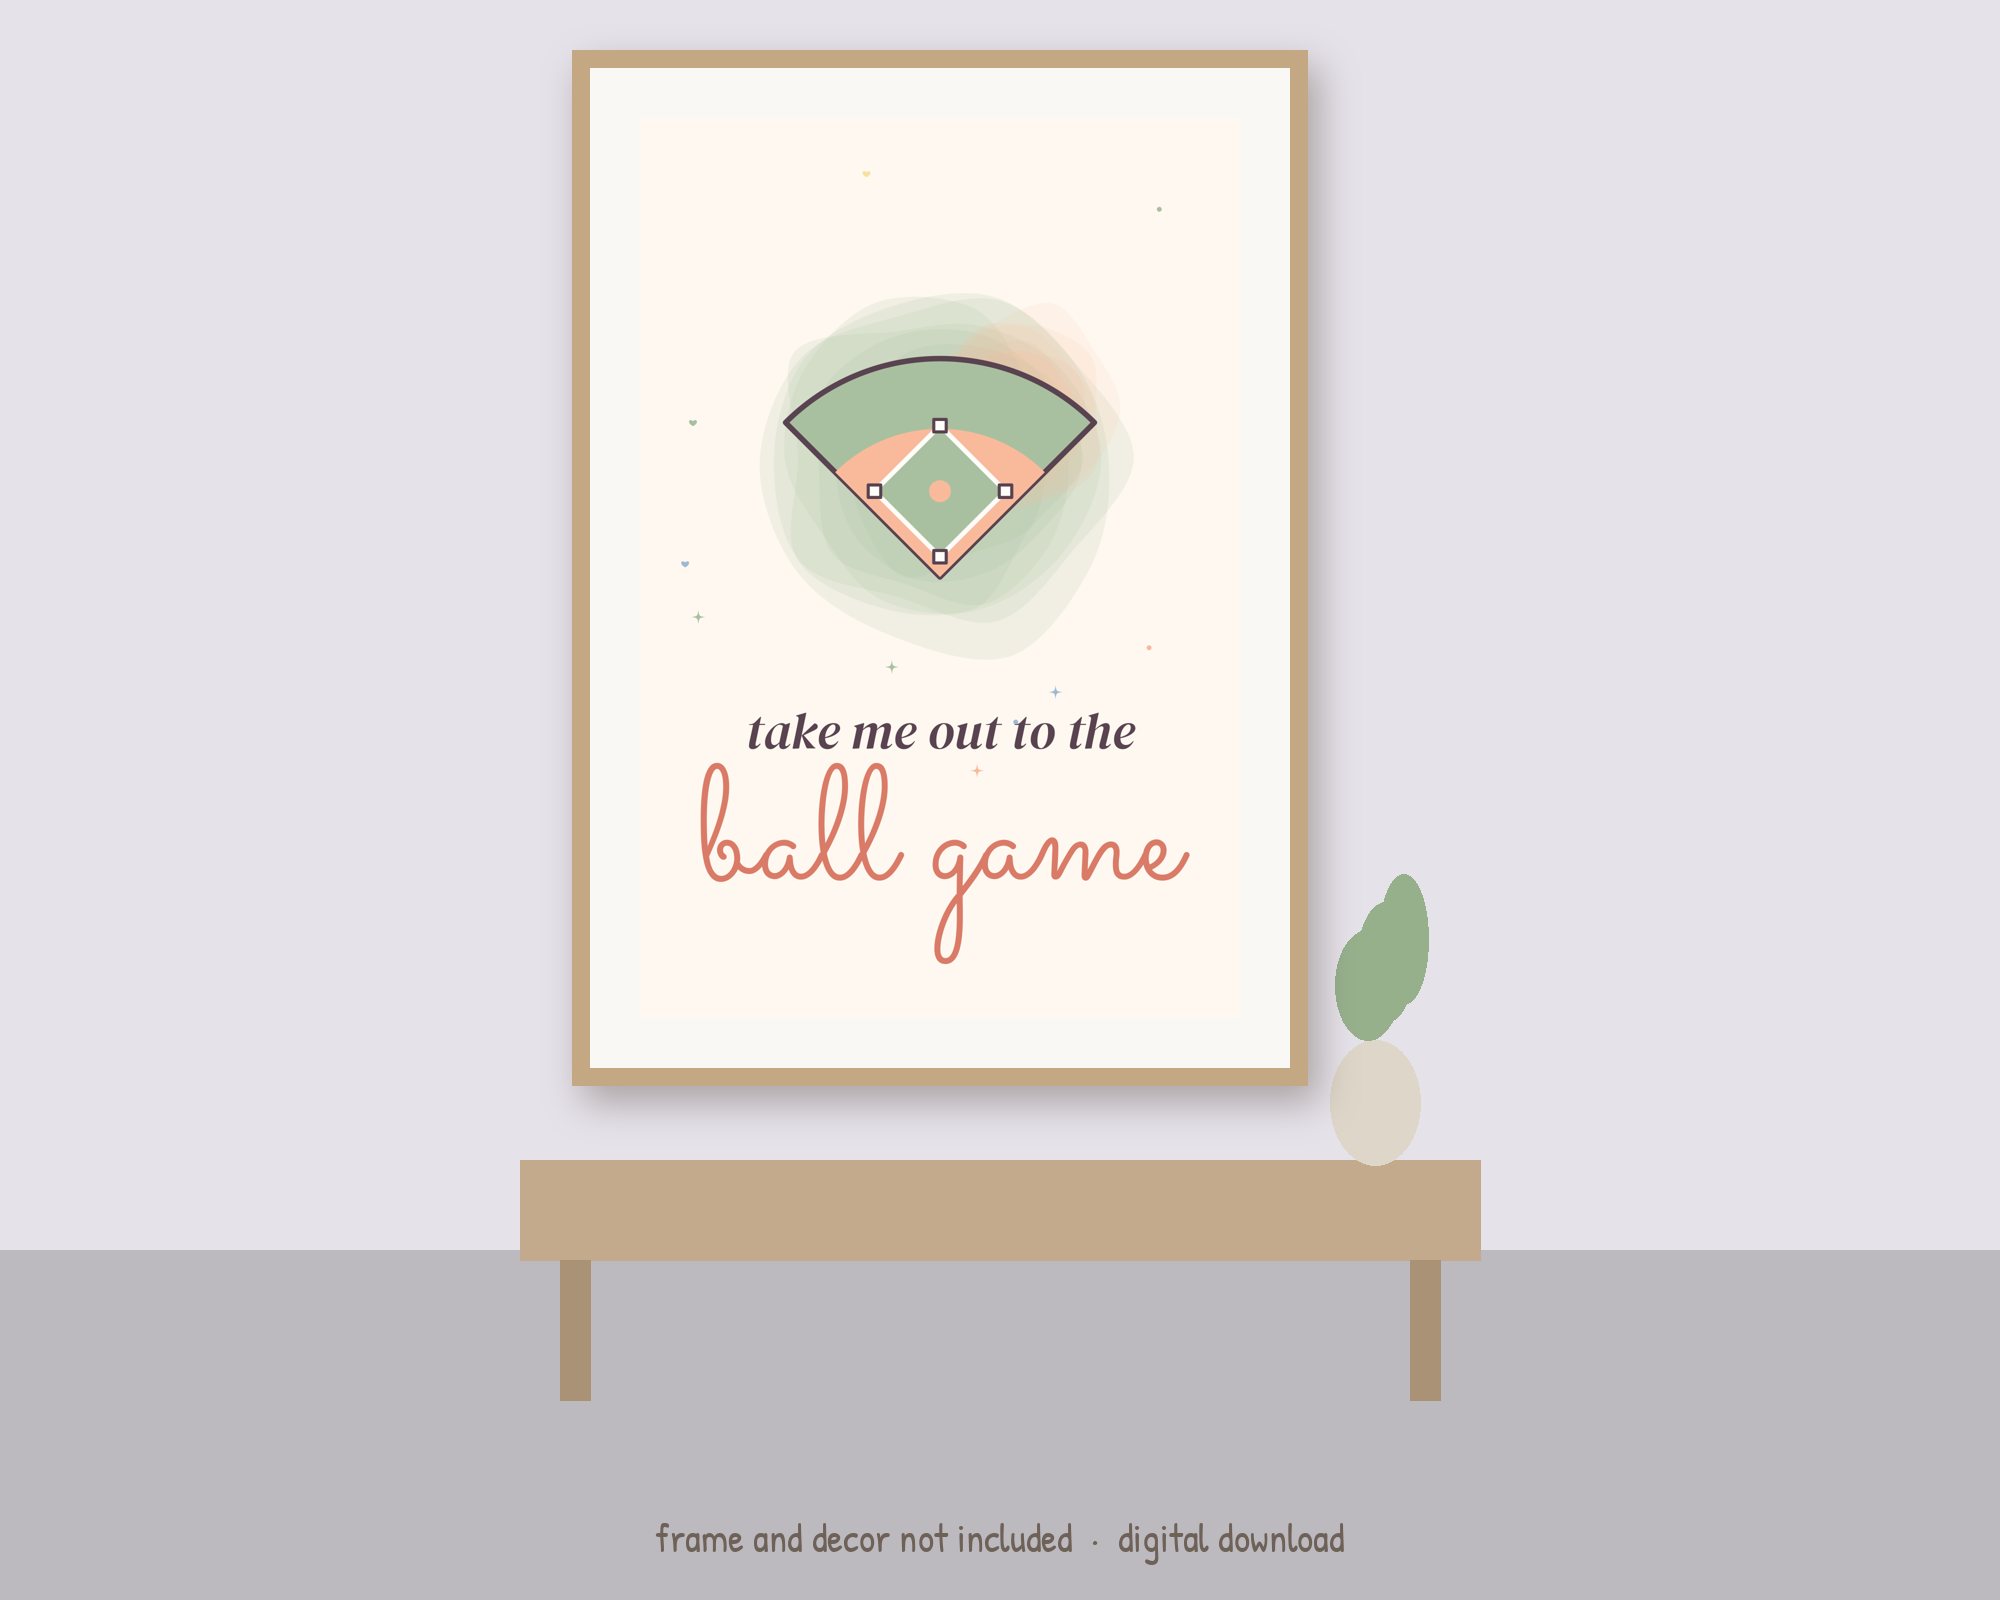 take me out to the
ball game
frame and decor not included · digital download